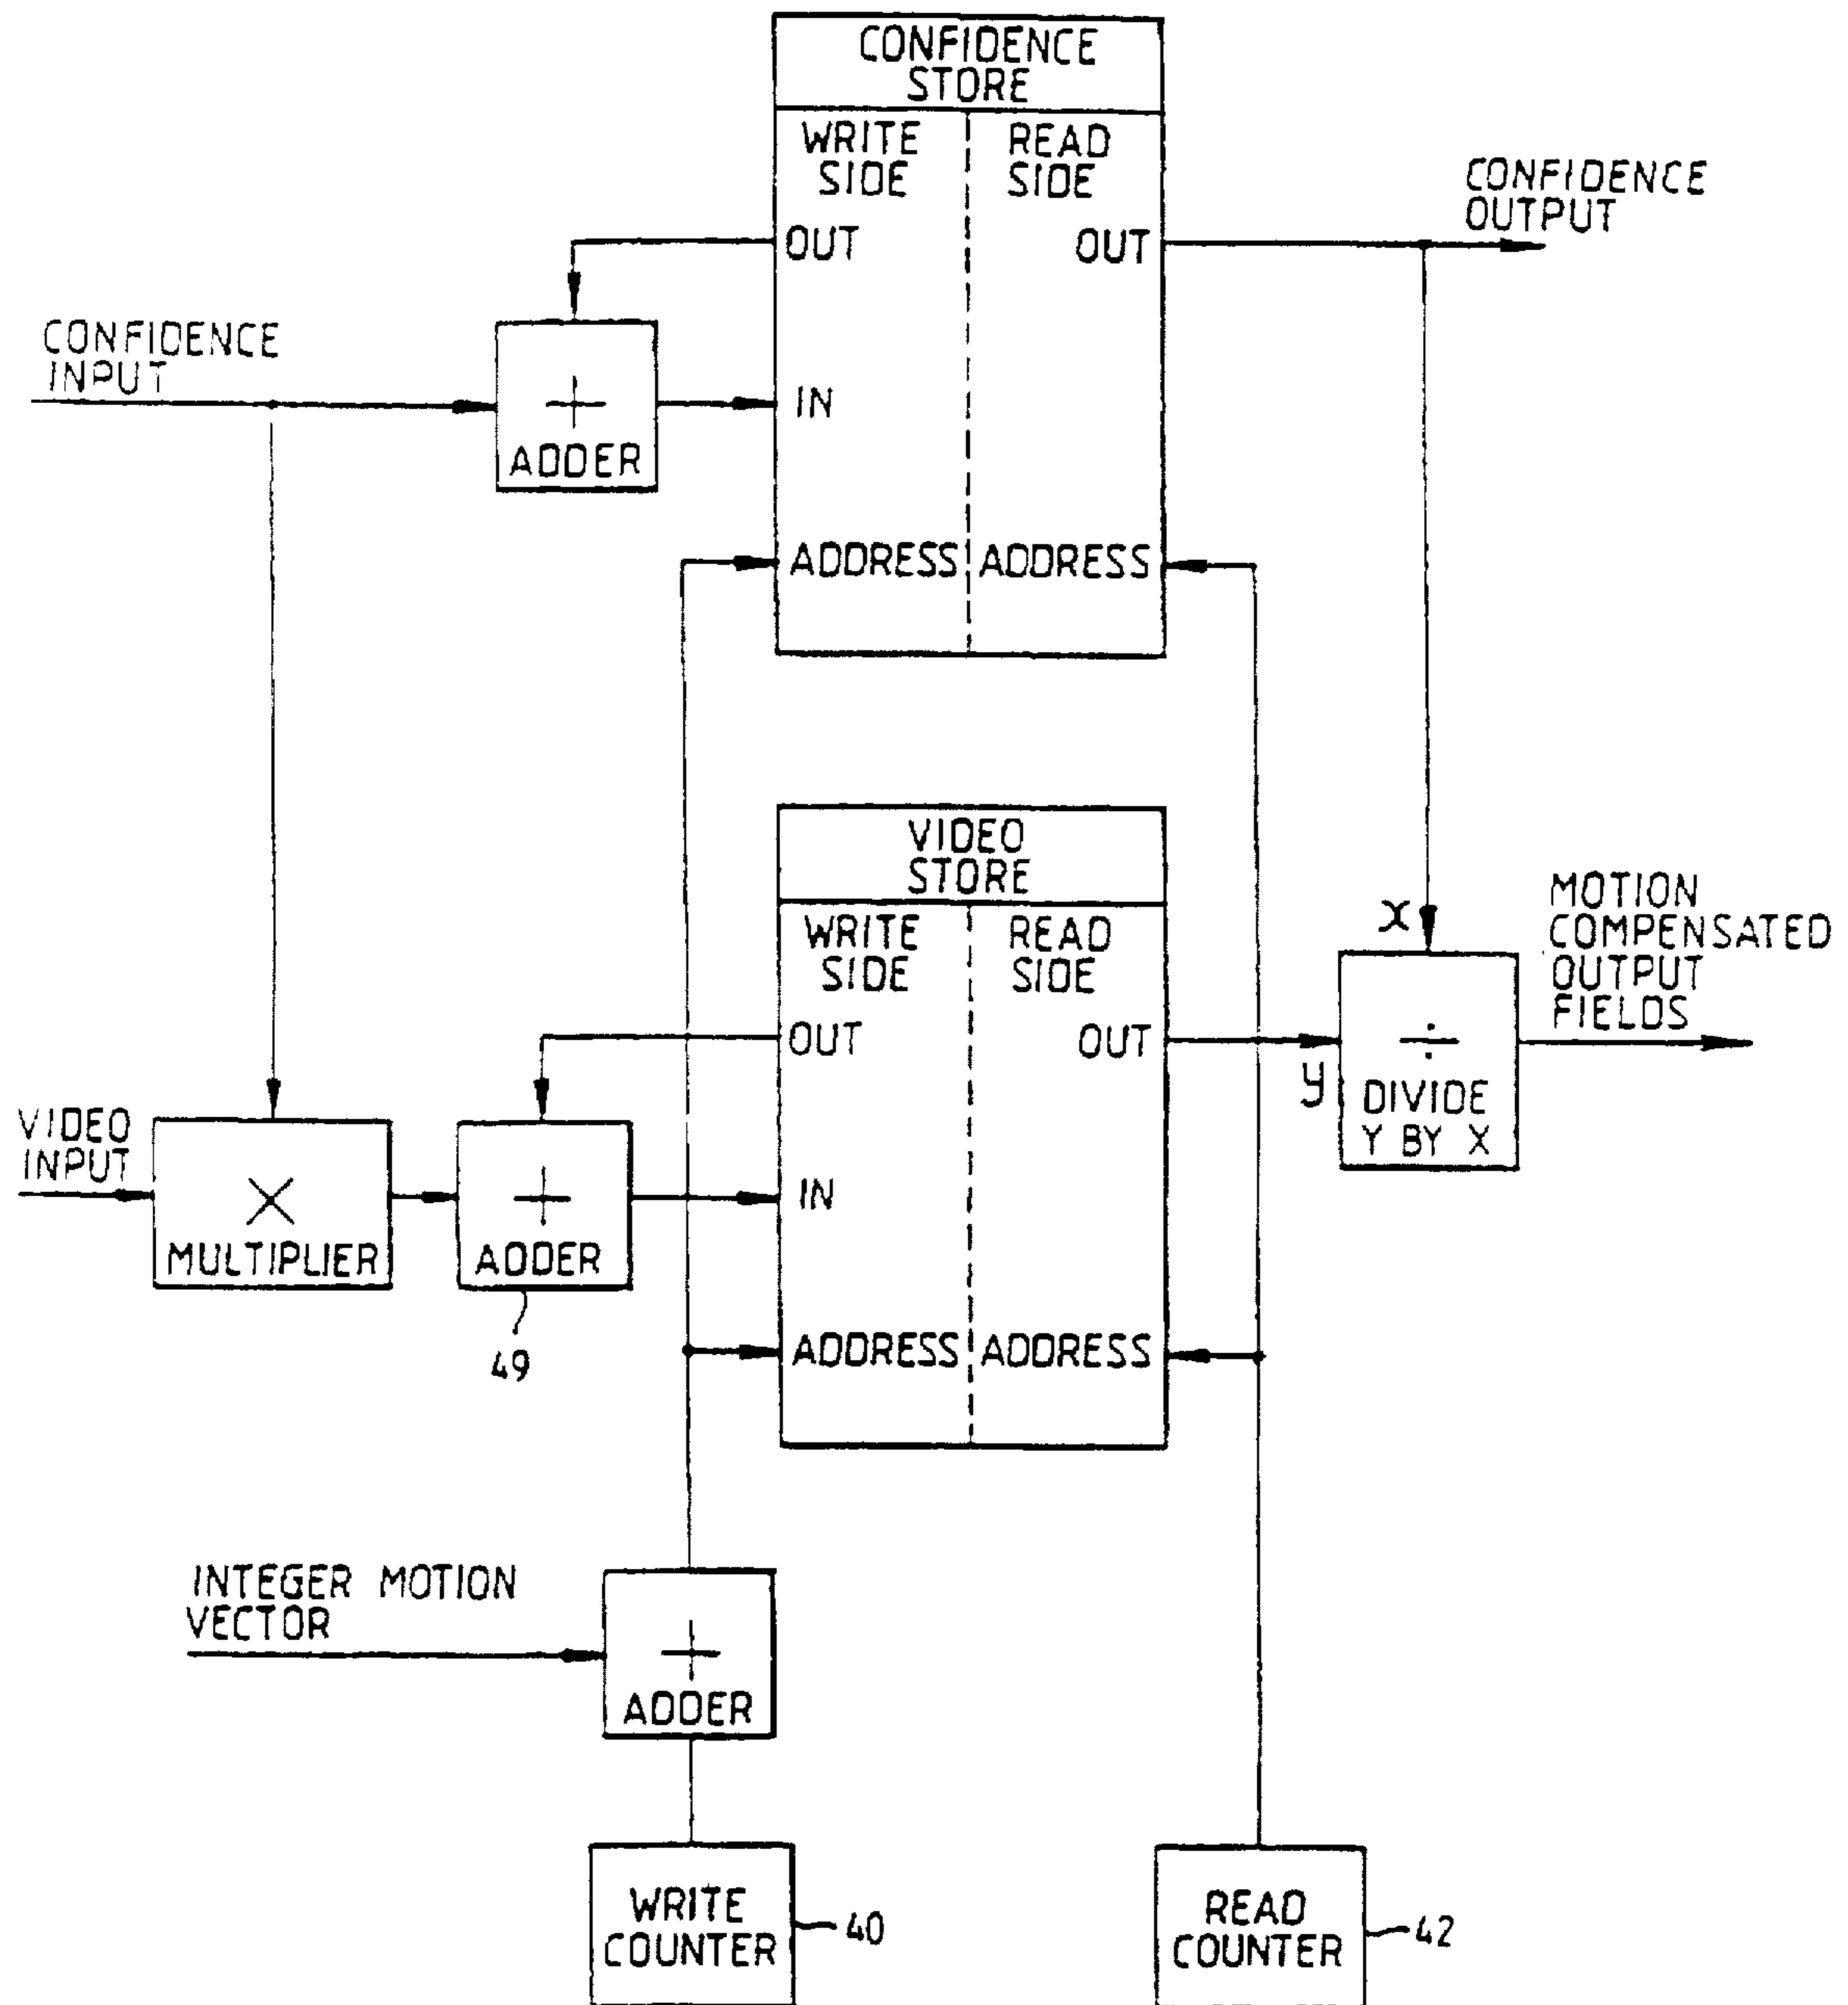 CONFIDENCE
STORE
WRITE
SIDE
READ
SIDE
CONFIDENCE
OUTPUT
OUT
OUT
CONFIDENCE
INPUT
+
ADDER
IN
ADDRESS
ADDRESS
VIDEO
STORE
WRITE
SIDE
READ
SIDE
X
MOTION
COMPENSATED
OUTPUT
FIELDS
OUT
OUT
y
÷
DIVIDE
Y BY X
VIDEO
INPUT
×
MULTIPLIER
+
ADDER
49
IN
ADDRESS
ADDRESS
INTEGER MOTION
VECTOR
+
ADDER
WRITE
COUNTER
40
READ
COUNTER
42